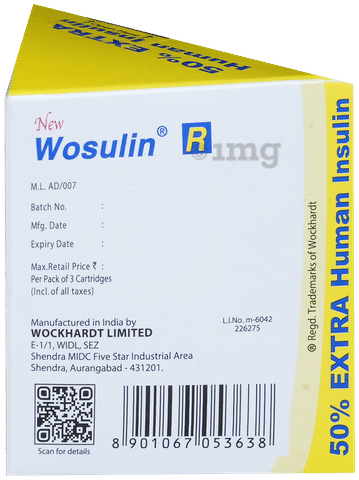 50% EXTRA
Human Insulin
New
Wosulin® R
1mg
M.L. AD/007
Batch No. :
Mfg. Date :
Expiry Date :
Max.Retail Price ₹ :
Per Pack of 3 Cartridges
(Incl. of all taxes)
Manufactured in India by
WOCKHARDT LIMITED
E-1/1, WIDL, SEZ
Shendra MIDC Five Star Industrial Area
Shendra, Aurangabad - 431201.
L.I.No. m-6042
226275
Scan for details
8901067053638
® Regd. Trademarks of Wockhardt
50% EXTRA Human Insulin